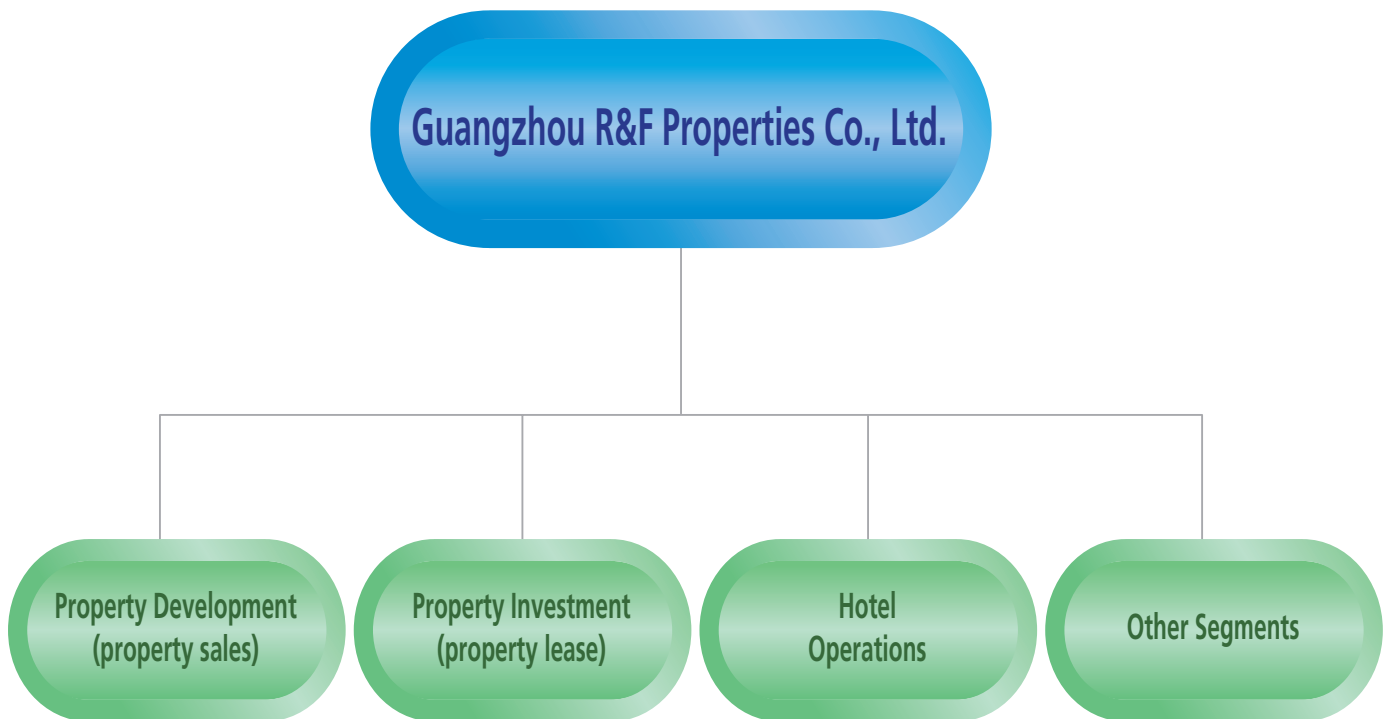 Guangzhou R&F Properties Co., Ltd.
Property Development
(property sales)
Property Investment
(property lease)
Hotel
Operations
Other Segments